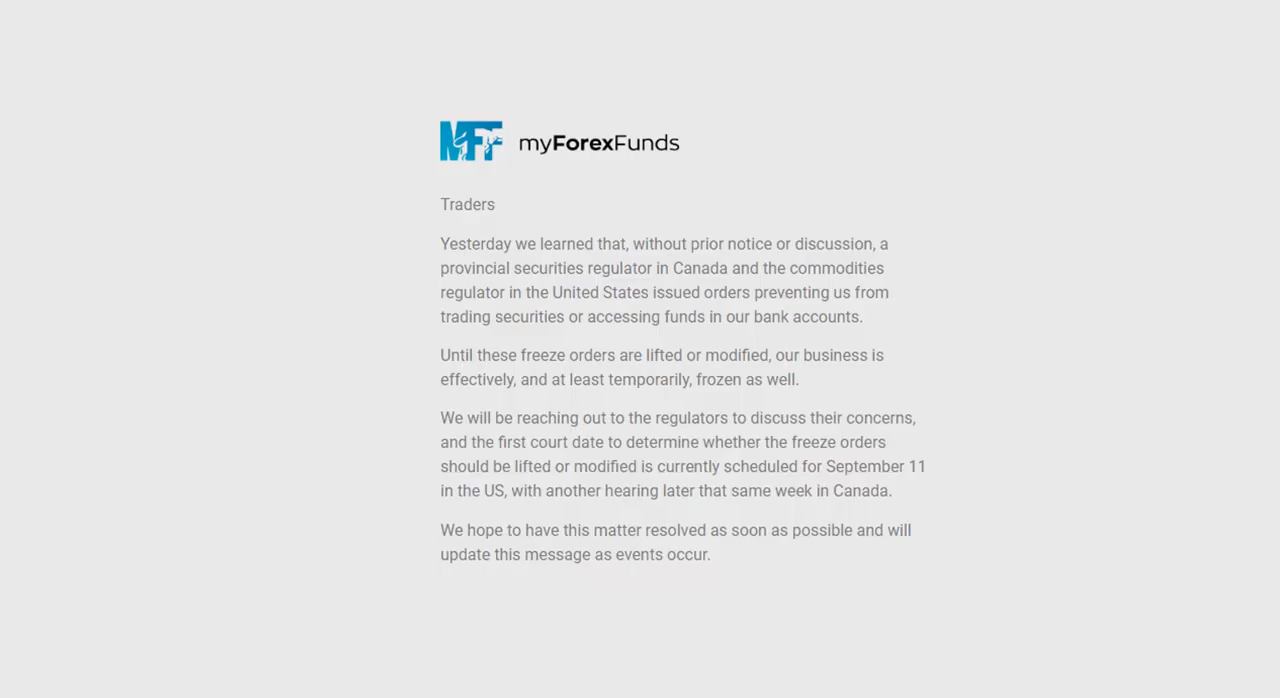 MFF myForexFunds
Traders
Yesterday we learned that, without prior notice or discussion, a
provincial securities regulator in Canada and the commodities
regulator in the United States issued orders preventing us from
trading securities or accessing funds in our bank accounts.
Until these freeze orders are lifted or modified, our business is
effectively, and at least temporarily, frozen as well.
We will be reaching out to the regulators to discuss their concerns,
and the first court date to determine whether the freeze orders
should be lifted or modified is currently scheduled for September 11
in the US, with another hearing later that same week in Canada.
We hope to have this matter resolved as soon as possible and will
update this message as events occur.